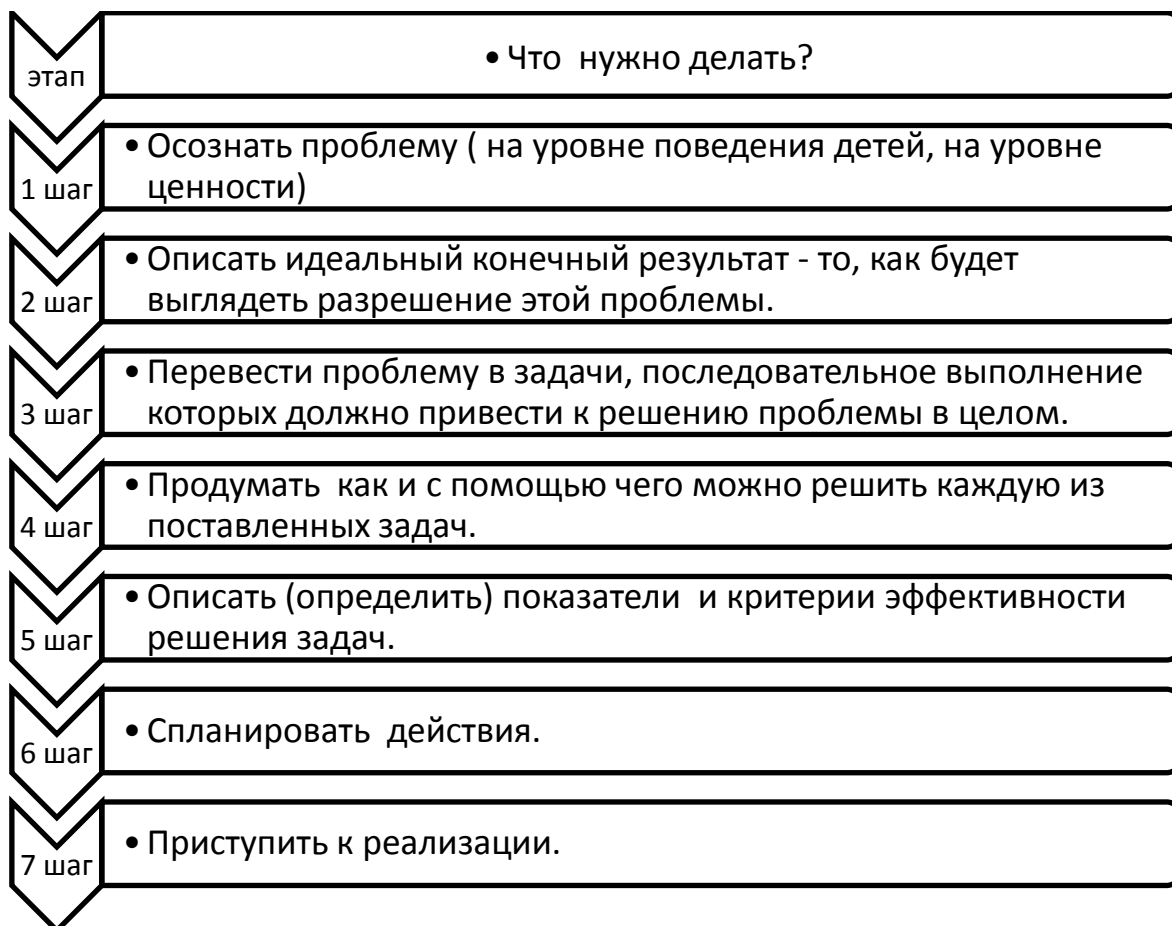 этап
• Что нужно делать?
1 шаг
• Осознать проблему ( на уровне поведения детей, на уровне
ценности)
2 шаг
• Описать идеальный конечный результат - то, как будет
выглядеть разрешение этой проблемы.
3 шаг
• Перевести проблему в задачи, последовательное выполнение
которых должно привести к решению проблемы в целом.
4 шаг
• Продумать как и с помощью чего можно решить каждую из
поставленных задач.
5 шаг
• Описать (определить) показатели и критерии эффективности
решения задач.
6 шаг
• Спланировать действия.
7 шаг
• Приступить к реализации.